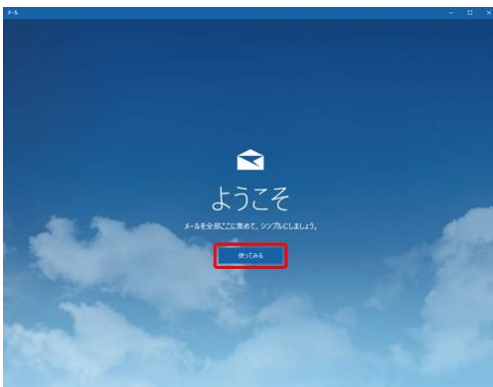 メール
ようこそ
メールを全部ここに集めて、シンプルにしましょう。
使ってみる